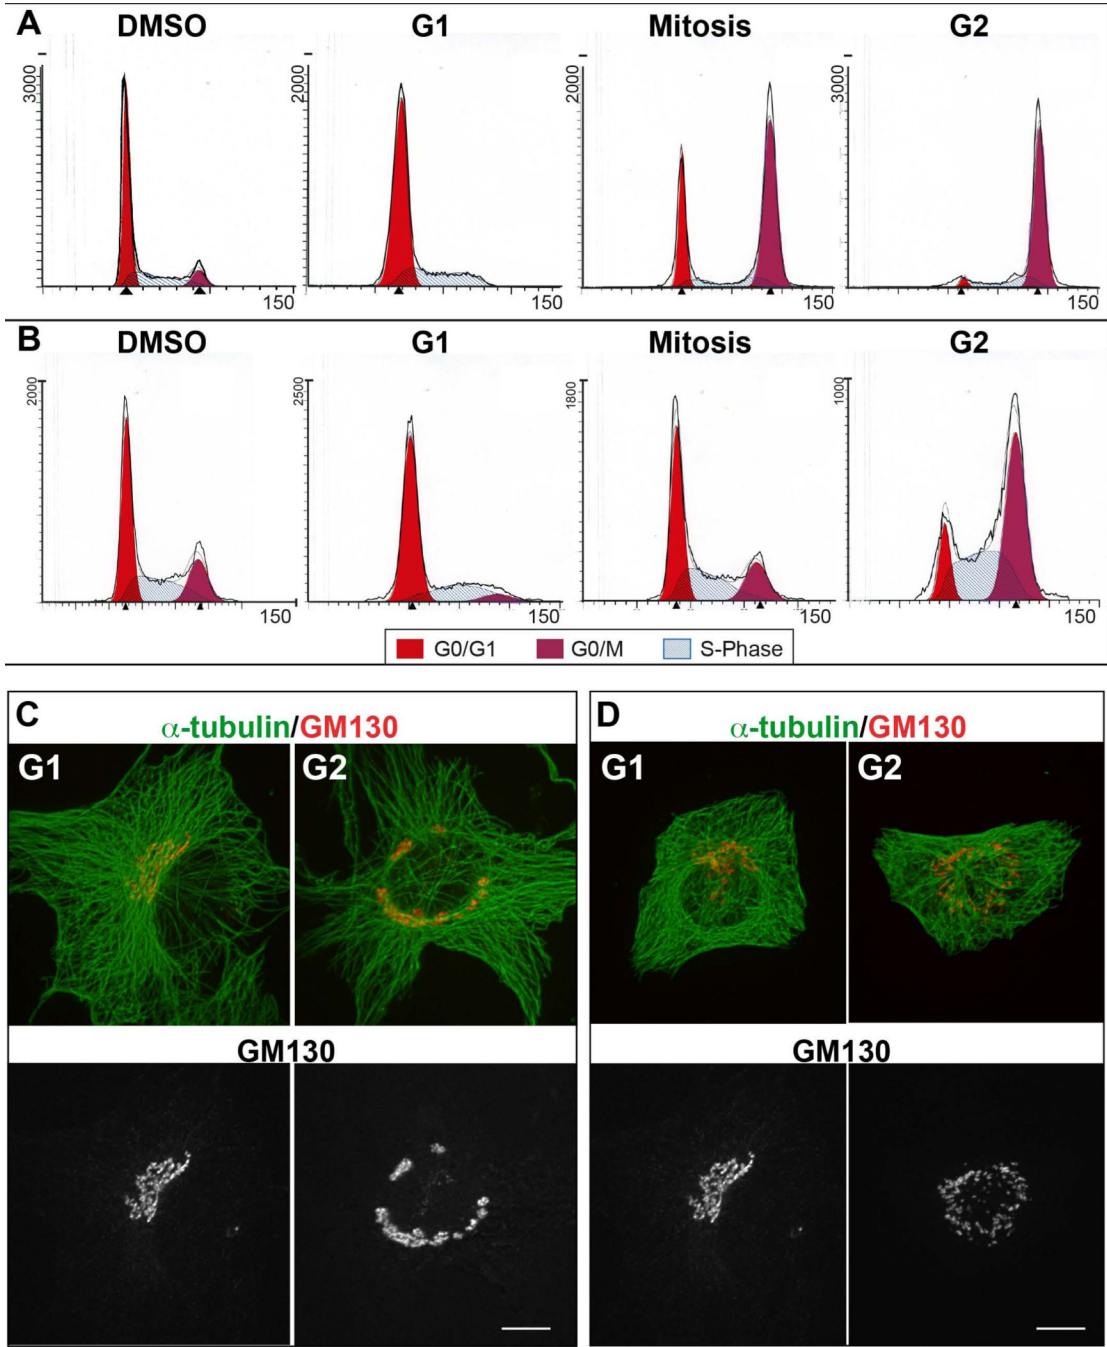 A
DMSO
G1
Mitosis
G2
3000
150
2000
150
2000
150
3000
150
B
DMSO
G1
Mitosis
G2
2000
150
2500
150
1800
150
1000
150
G0/G1
G0/M
S-Phase
C
α-tubulin/GM130
G1
G2
GM130
D
α-tubulin/GM130
G1
G2
GM130